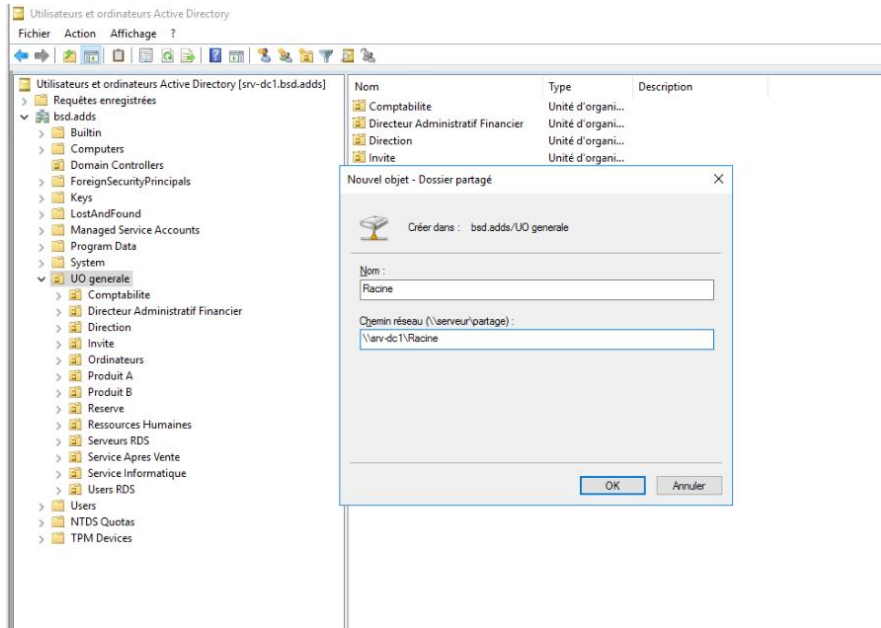 Utilisateurs et ordinateurs Active Directory
Fichier Action Affichage ?
Utilisateurs et ordinateurs Active Directory [srv-dc1.bsd.adds]
Requêtes enregistrées
bsd.adds
Builtin
Computers
Domain Controllers
ForeignSecurityPrincipals
Keys
LostAndFound
Managed Service Accounts
Program Data
System
UO generale
Comptabilite
Directeur Administratif Financier
Direction
Invite
Ordinateurs
Produit A
Produit B
Reserve
Ressources Humaines
Serveurs RDS
Service Apres Vente
Service Informatique
Users RDS
Users
NTDS Quotas
TPM Devices
Nom Type Description
Comptabilite Unité d'organi...
Directeur Administratif Financier Unité d'organi...
Direction Unité d'organi...
Invite Unité d'organi...
Nouvel objet - Dossier partagé
Créer dans : bsd.adds/UO generale
Nom :
Racine
Chemin réseau (\\serveur\partage) :
\\srv-dc1\Racine
OK Annuler